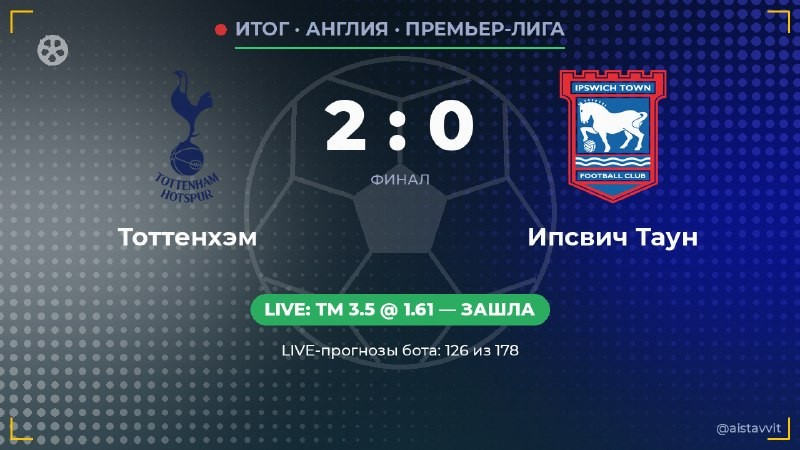 ИТОГ · АНГЛИЯ · ПРЕМЬЕР-ЛИГА
2 : 0
ФИНАЛ
TOTTENHAM
HOTSPUR
IPSWICH TOWN
FOOTBALL CLUB
Тоттенхэм
Ипсвич Таун
LIVE: ТМ 3.5 @ 1.61 — ЗАШЛА
LIVE-прогнозы бота: 126 из 178
@aistavvit